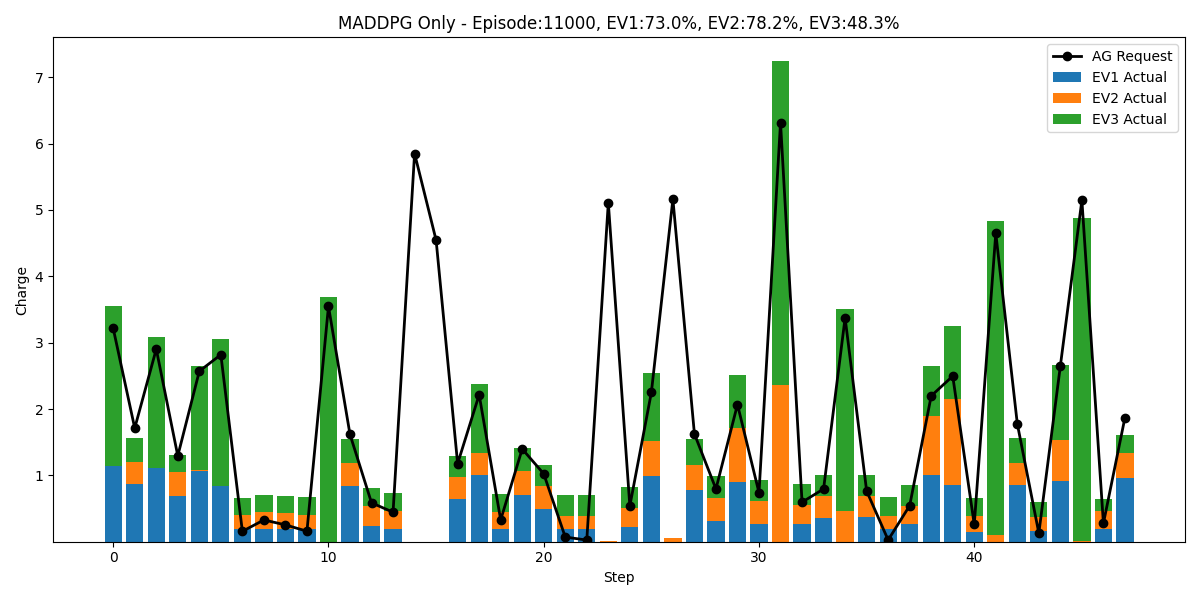 MADDPG Only - Episode:11000, EV1:73.0%, EV2:78.2%, EV3:48.3%
AG Request
EV1 Actual
EV2 Actual
EV3 Actual
Charge
7
6
5
4
3
2
1
0 10 20 30 40
Step